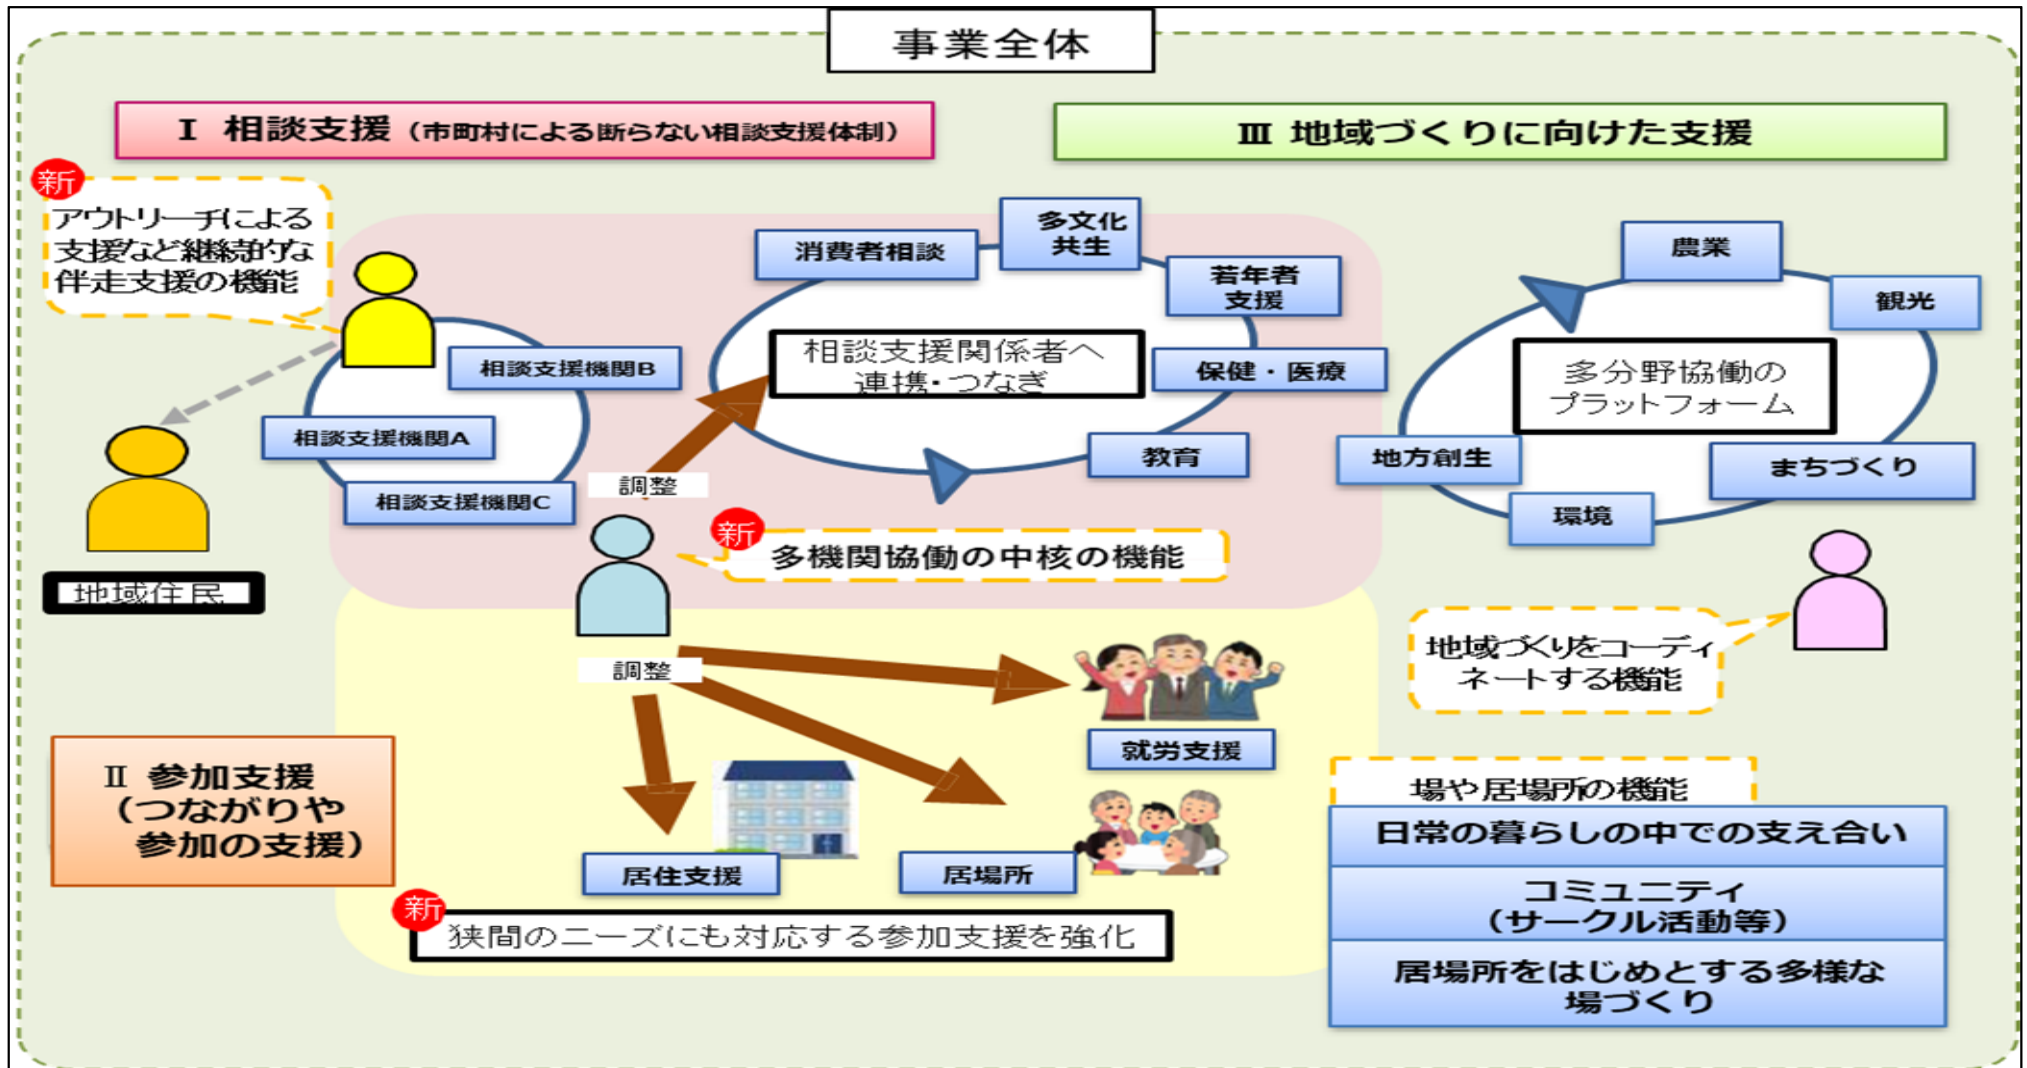 事業全体
Ⅰ 相談支援（市町村による断らない相談支援体制）
Ⅲ 地域づくりに向けた支援
新
アウトリーチによる
支援など継続的な
伴走支援の機能
相談支援機関B
相談支援機関A
相談支援機関C
地域住民
消費者相談
多文化
共生
若年者
支援
保健・医療
教育
相談支援関係者へ
連携・つなぎ
調整
新
多機関協働の中核の機能
農業
観光
まちづくり
環境
地方創生
多分野協働の
プラットフォーム
地域づくりをコーディ
ネートする機能
調整
就労支援
居住支援
居場所
Ⅱ 参加支援
（つながりや
参加の支援）
新
狭間のニーズにも対応する参加支援を強化
場や居場所の機能
日常の暮らしの中での支え合い
コミュニティ
（サークル活動等）
居場所をはじめとする多様な
場づくり